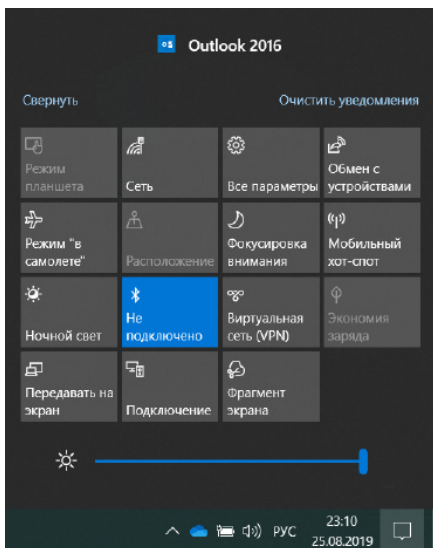 Outlook 2016
Свернуть Очистить уведомления
Режим
планшета
Сеть
Все параметры
Обмен с
устройствами
Режим "в
самолете"
Расположение
Фокусировка
внимания
Мобильный
хот-спот
Ночной свет
Не
подключено
Виртуальная
сеть (VPN)
Экономия
заряда
Передавать на
экран
Подключение
Фрагмент
экрана
РУС
23:10
25.08.2019